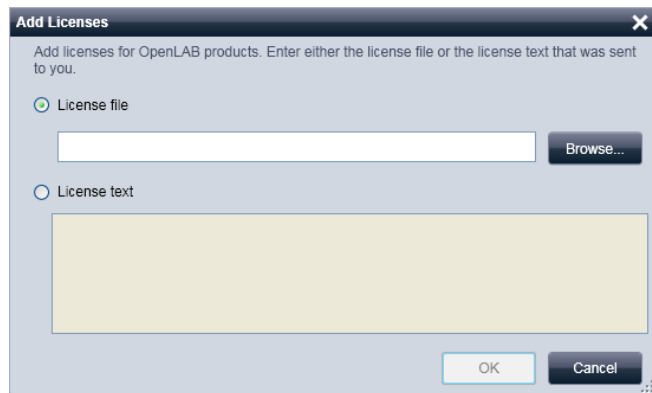 Add Licenses
Add licenses for OpenLAB products. Enter either the license file or the license text that was sent
to you.
License file
Browse...
License text
OK
Cancel